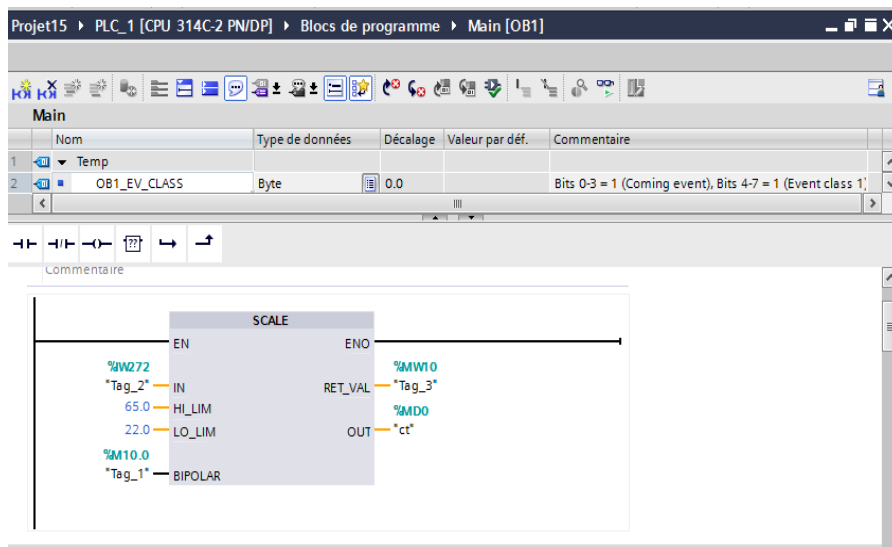 Projet15 ▸ PLC_1 [CPU 314C-2 PN/DP] ▸ Blocs de programme ▸ Main [OB1]
Main
Nom Type de données Décalage Valeur par déf. Commentaire
1 Temp
2 OB1_EV_CLASS Byte 0.0 Bits 0-3 = 1 (Coming event), Bits 4-7 = 1 (Event class 1)
??
Commentaire
SCALE
EN ENO
%IW272 %MW10
"Tag_2" IN RET_VAL "Tag_3"
65.0 HI_LIM %MD0
22.0 LO_LIM OUT "ct"
%M10.0
"Tag_1" BIPOLAR